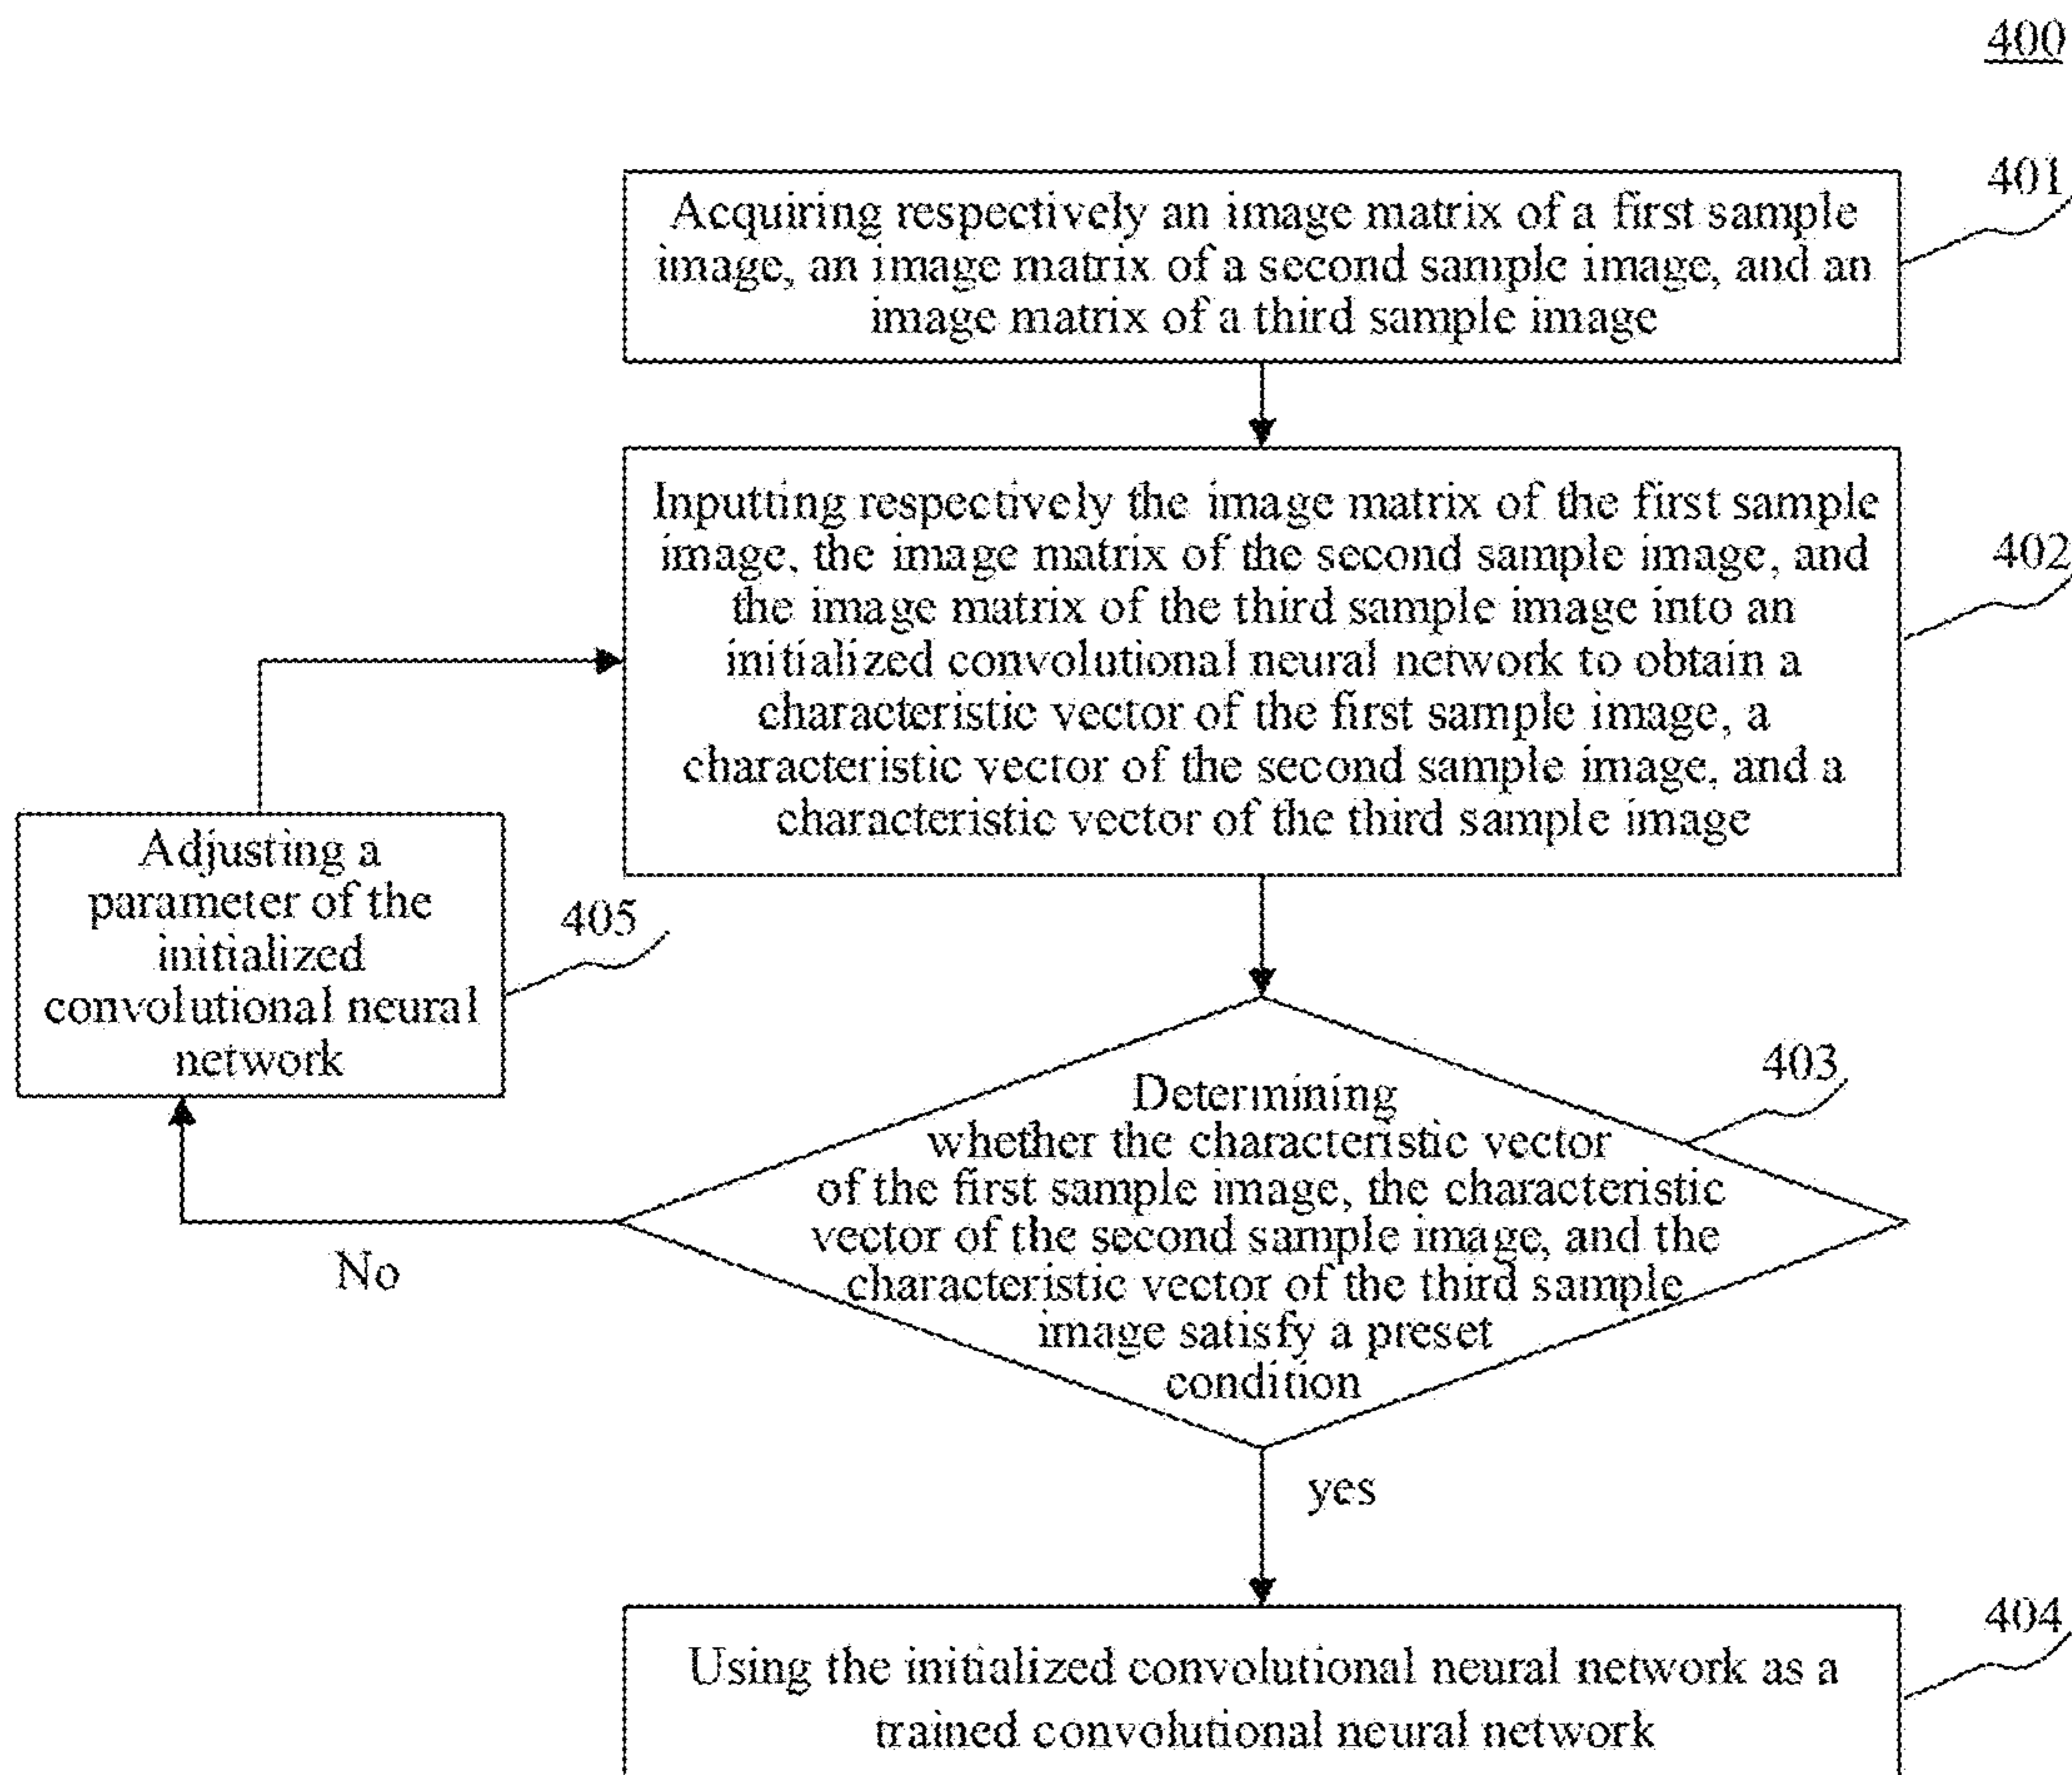 400
401
Acquiring respectively an image matrix of a first sample
image, an image matrix of a second sample image, and an
image matrix of a third sample image
402
Inputting respectively the image matrix of the first sample
image, the image matrix of the second sample image, and
the image matrix of the third sample image into an
initialized convolutional neural network to obtain a
characteristic vector of the first sample image, a
characteristic vector of the second sample image, and a
characteristic vector of the third sample image
Adjusting a
parameter of the
initialized
convolutional neural
network
405
403
Determining
whether the characteristic vector
of the first sample image, the characteristic
vector of the second sample image, and the
characteristic vector of the third sample
image satisfy a preset
condition
No
yes
404
Using the initialized convolutional neural network as a
trained convolutional neural network